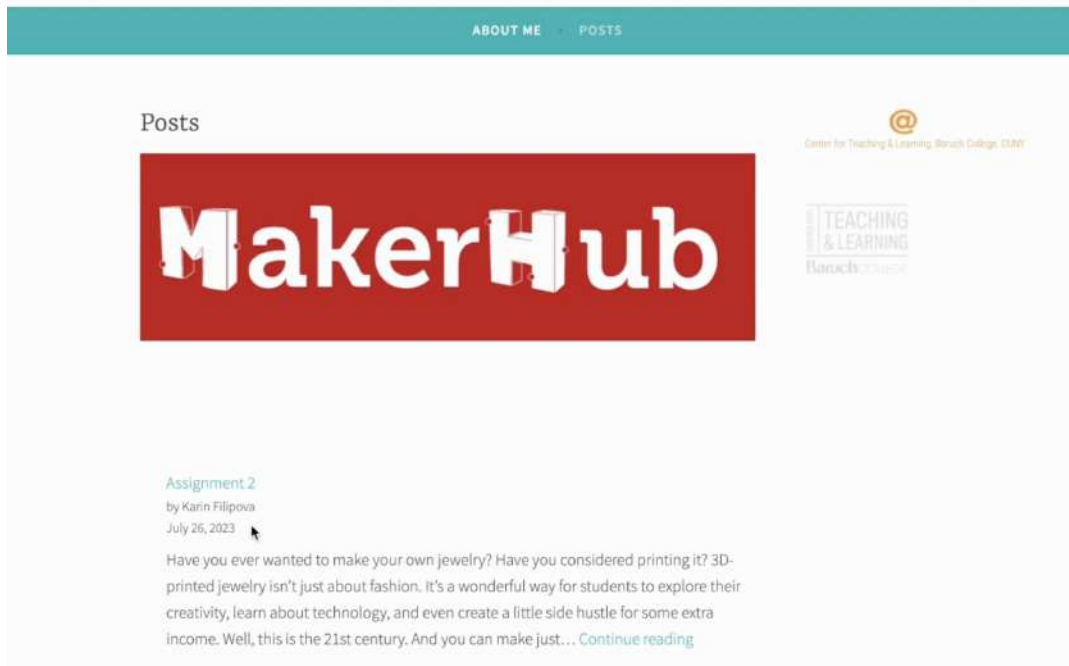 ABOUT ME
POSTS
Posts
MakerHub
@
Center for Teaching & Learning, Baruch College, CUNY
TEACHING
& LEARNING
Baruch COLLEGE
Assignment 2
by Karin Filipova
July 26, 2023
Have you ever wanted to make your own jewelry? Have you considered printing it? 3D-
printed jewelry isn't just about fashion. It's a wonderful way for students to explore their
creativity, learn about technology, and even create a little side hustle for some extra
income. Well, this is the 21st century. And you can make just… Continue reading